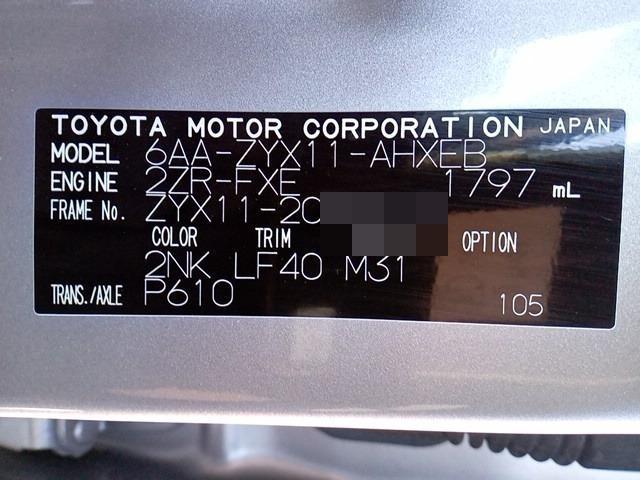 TOYOTA MOTOR CORPORATION JAPAN
MODEL 6AA-ZYX11-AHXEB
ENGINE 2ZR-FXE 1797 mL
FRAME No. ZYX11-20
COLOR TRIM OPTION
2NK LF40 M31
TRANS./AXLE P610 105